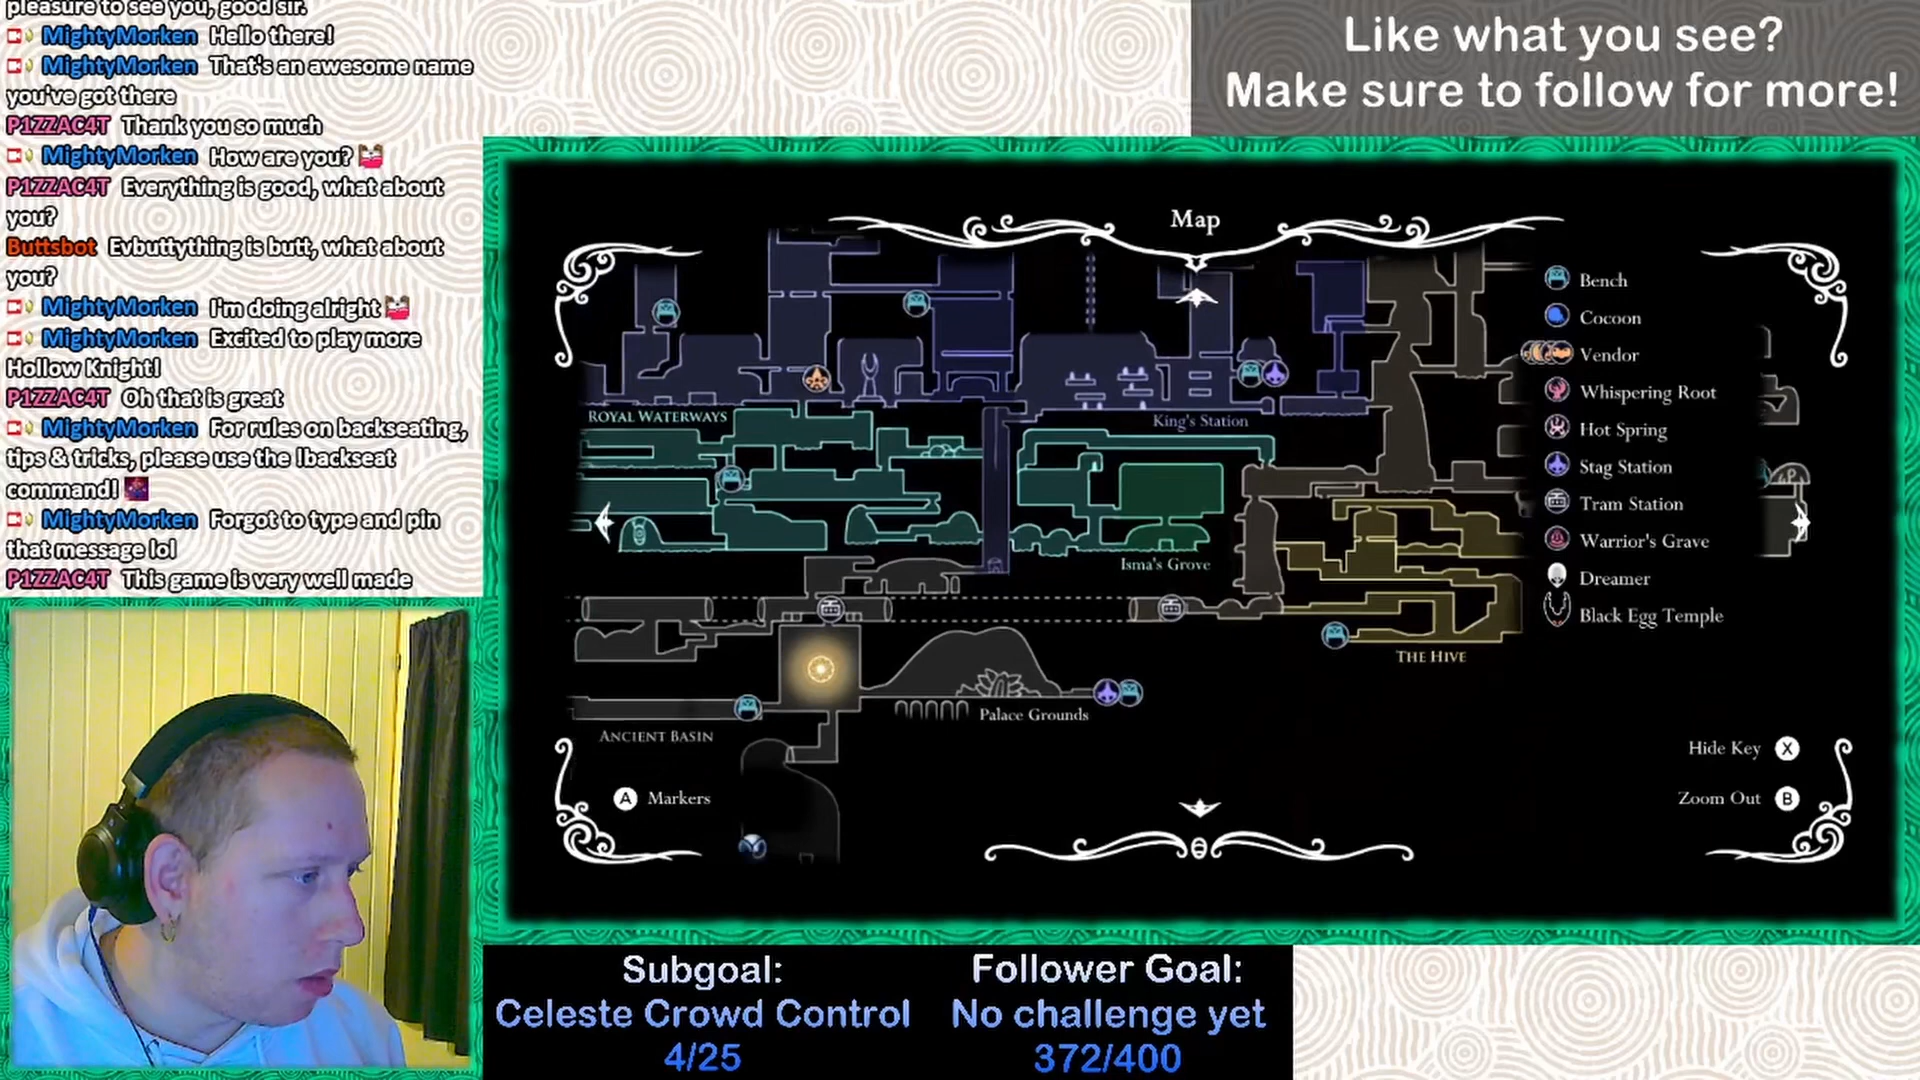 pleasure to see you, good sir.
MightyMorken Hello there!
MightyMorken That's an awesome name
you've got there
P1ZZAC4T Thank you so much
MightyMorken How are you?
P1ZZAC4T Everything is good, what about
you?
Buttsbot Evbuttything is butt, what about
you?
MightyMorken I'm doing alright
MightyMorken Excited to play more
Hollow Knight!
P1ZZAC4T Oh that is great
MightyMorken For rules on backseating,
tips & tricks, please use the !backseat
command!
MightyMorken Forgot to type and pin
that message lol
P1ZZAC4T This game is very well made
Like what you see?
Make sure to follow for more!
Map
ROYAL WATERWAYS
King's Station
Isma's Grove
THE HIVE
Palace Grounds
ANCIENT BASIN
Bench
Cocoon
Vendor
Whispering Root
Hot Spring
Stag Station
Tram Station
Warrior's Grave
Dreamer
Black Egg Temple
A Markers
Hide Key X
Zoom Out B
Subgoal:
Celeste Crowd Control
4/25
Follower Goal:
No challenge yet
372/400